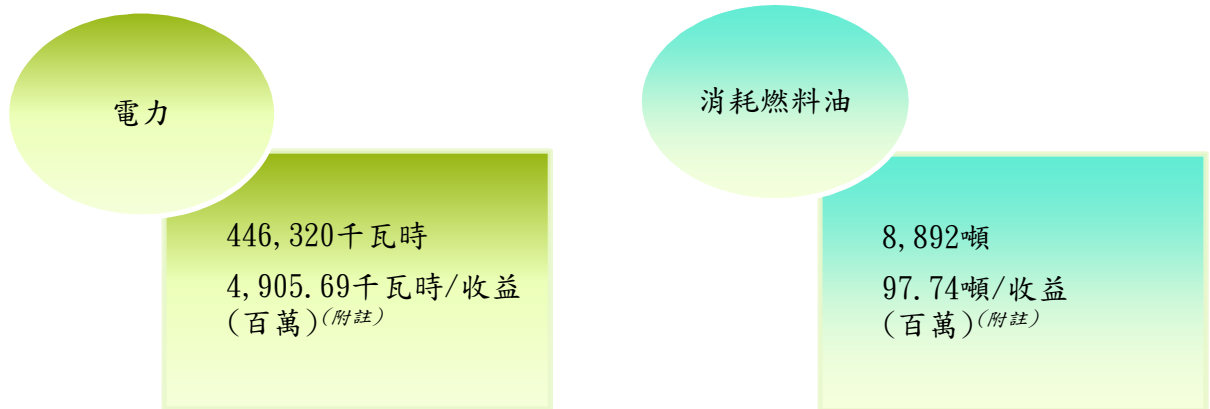 電力
446,320千瓦時
4,905.69千瓦時/收益
(百萬)(附註)
消耗燃料油
8,892噸
97.74噸/收益
(百萬)(附註)